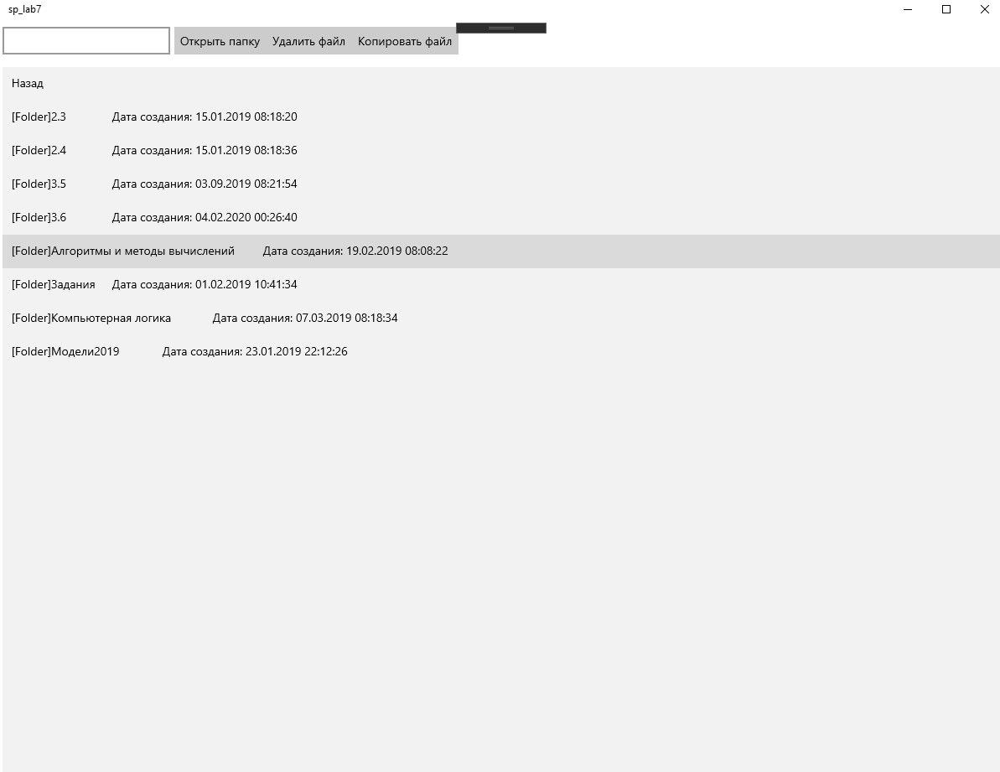 sp_lab7
Открыть папку Удалить файл Копировать файл
Назад
[Folder]2.3 Дата создания: 15.01.2019 08:18:20
[Folder]2.4 Дата создания: 15.01.2019 08:18:36
[Folder]3.5 Дата создания: 03.09.2019 08:21:54
[Folder]3.6 Дата создания: 04.02.2020 00:26:40
[Folder]Алгоритмы и методы вычислений Дата создания: 19.02.2019 08:08:22
[Folder]Задания Дата создания: 01.02.2019 10:41:34
[Folder]Компьютерная логика Дата создания: 07.03.2019 08:18:34
[Folder]Модели2019 Дата создания: 23.01.2019 22:12:26